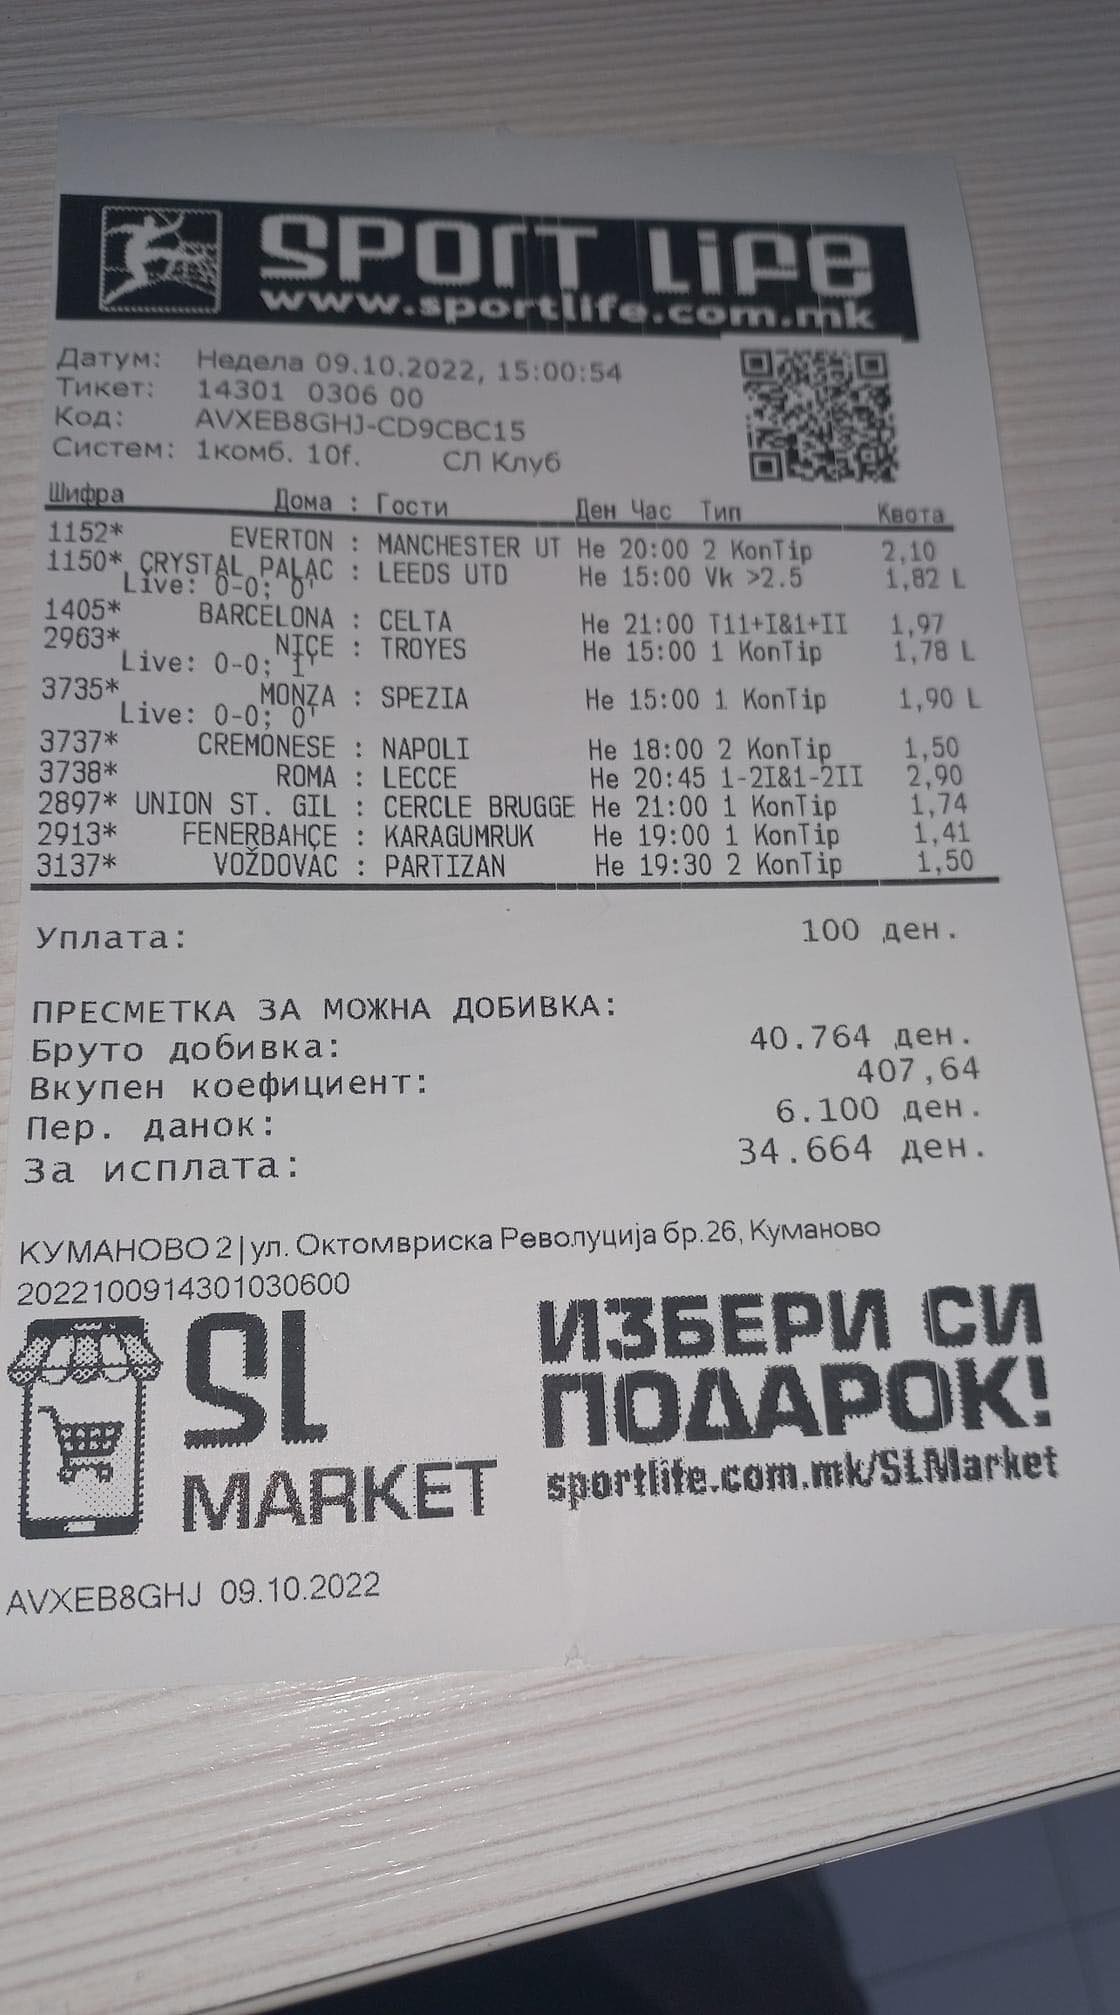 SPORT LIFE
www.sportlife.com.mk
Датум: Недела 09.10.2022, 15:00:54
Тикет: 14301 0306 00
Код: AVXEB8GHJ-CD9CBC15
Систем: 1комб. 10f. СЛ Клуб
Шифра Дома : Гости Ден Час Тип Квота
1152* EVERTON : MANCHESTER UT Не 20:00 2 KonTip 2,10
1150* CRYSTAL PALAC : LEEDS UTD Не 15:00 Vk >2.5 1,82 L
Live: 0-0; 0'
1405* BARCELONA : CELTA Не 21:00 T11+I&1+II 1,97
2963* NICE : TROYES Не 15:00 1 KonTip 1,78 L
Live: 0-0; 1'
3735* MONZA : SPEZIA Не 15:00 1 KonTip 1,90 L
Live: 0-0; 0'
3737* CREMONESE : NAPOLI Не 18:00 2 KonTip 1,50
3738* ROMA : LECCE Не 20:45 1-2I&1-2II 2,90
2897* UNION ST. GIL : CERCLE BRUGGE Не 21:00 1 KonTip 1,74
2913* FENERBAHÇE : KARAGUMRUK Не 19:00 1 KonTip 1,41
3137* VOŽDOVAC : PARTIZAN Не 19:30 2 KonTip 1,50
Уплата: 100 ден.
ПРЕСМЕТКА ЗА МОЖНА ДОБИВКА:
Бруто добивка: 40.764 ден.
Вкупен коефициент: 407,64
Пер. данок: 6.100 ден.
За исплата: 34.664 ден.
КУМАНОВО 2|ул. Октомвриска Револуција бр.26, Куманово
2022100914301030600
SL MARKET
ИЗБЕРИ СИ
ПОДАРОК!
sportlife.com.mk/SLMarket
AVXEB8GHJ 09.10.2022